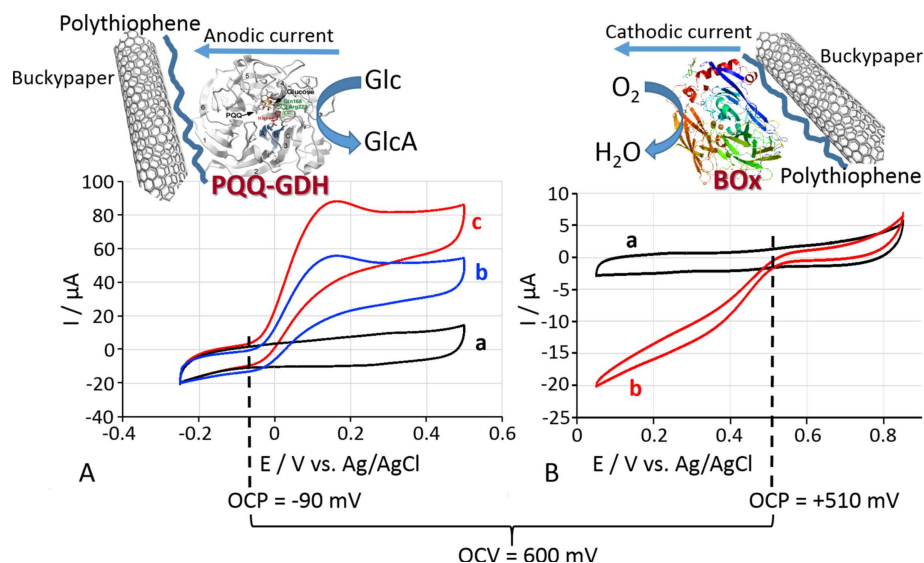 Polythiophene
Anodic current
Buckypaper
Glucose
PQQ
Glc
GlcA
PQQ-GDH
Cathodic current
Buckypaper
O2
H2O
BOx
Polythiophene
I / µA
100
80
60
40
20
0
-20
-40
-0.4
-0.2
0
0.2
0.4
0.6
c
b
a
A
E / V vs. Ag/AgCl
OCP = -90 mV
I / µA
10
5
0
-5
-10
-15
-20
-25
0
0.2
0.4
0.6
0.8
a
b
B
E / V vs. Ag/AgCl
OCP = +510 mV
OCV = 600 mV